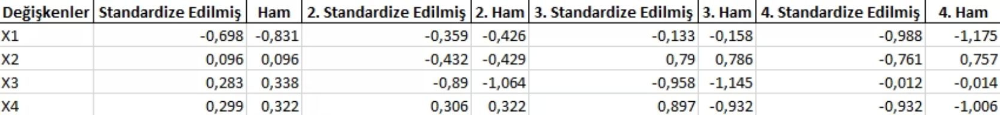 Değişkenler Standardize Edilmiş Ham 2. Standardize Edilmiş 2. Ham 3. Standardize Edilmiş 3. Ham 4. Standardize Edilmiş 4. Ham
X1 -0,698 -0,831 -0,359 -0,426 -0,133 -0,158 -0,988 -1,175
X2 0,096 0,096 -0,432 -0,429 0,79 0,786 -0,761 0,757
X3 0,283 0,338 -0,89 -1,064 -0,958 -1,145 -0,012 -0,014
X4 0,299 0,322 0,306 0,322 0,897 -0,932 -0,932 -1,006